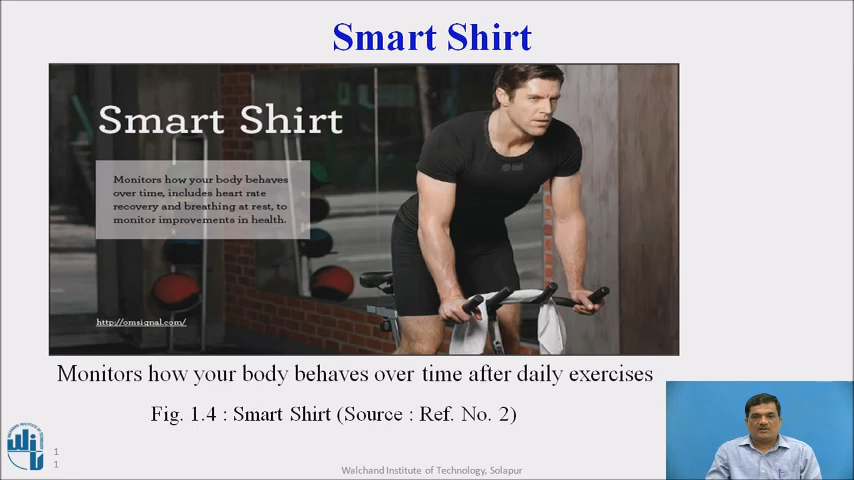 Smart Shirt
Smart Shirt
Monitors how your body behaves
over time, includes heart rate
recovery and breathing at rest, to
monitor improvements in health.
http://omsignal.com/
Monitors how your body behaves over time after daily exercises
Fig. 1.4 : Smart Shirt (Source : Ref. No. 2)
1
1
Walchand Institute of Technology, Solapur